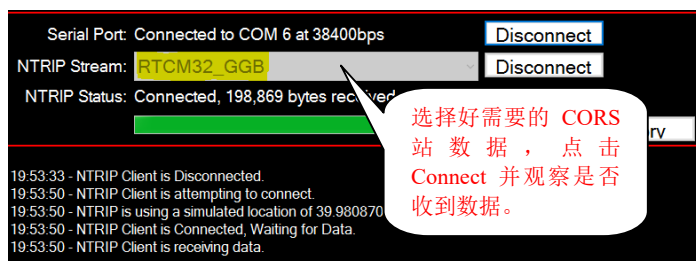 Serial Port: Connected to COM 6 at 38400bps Disconnect
NTRIP Stream: RTCM32_GGB Disconnect
NTRIP Status: Connected, 198,869 bytes received
选择好需要的 CORS
站数据，点击
Connect 并观察是否
收到数据。
19:53:33 - NTRIP Client is Disconnected.
19:53:50 - NTRIP Client is attempting to connect.
19:53:50 - NTRIP is using a simulated location of 39.980870
19:53:50 - NTRIP Client is Connected, Waiting for Data.
19:53:50 - NTRIP Client is receiving data.